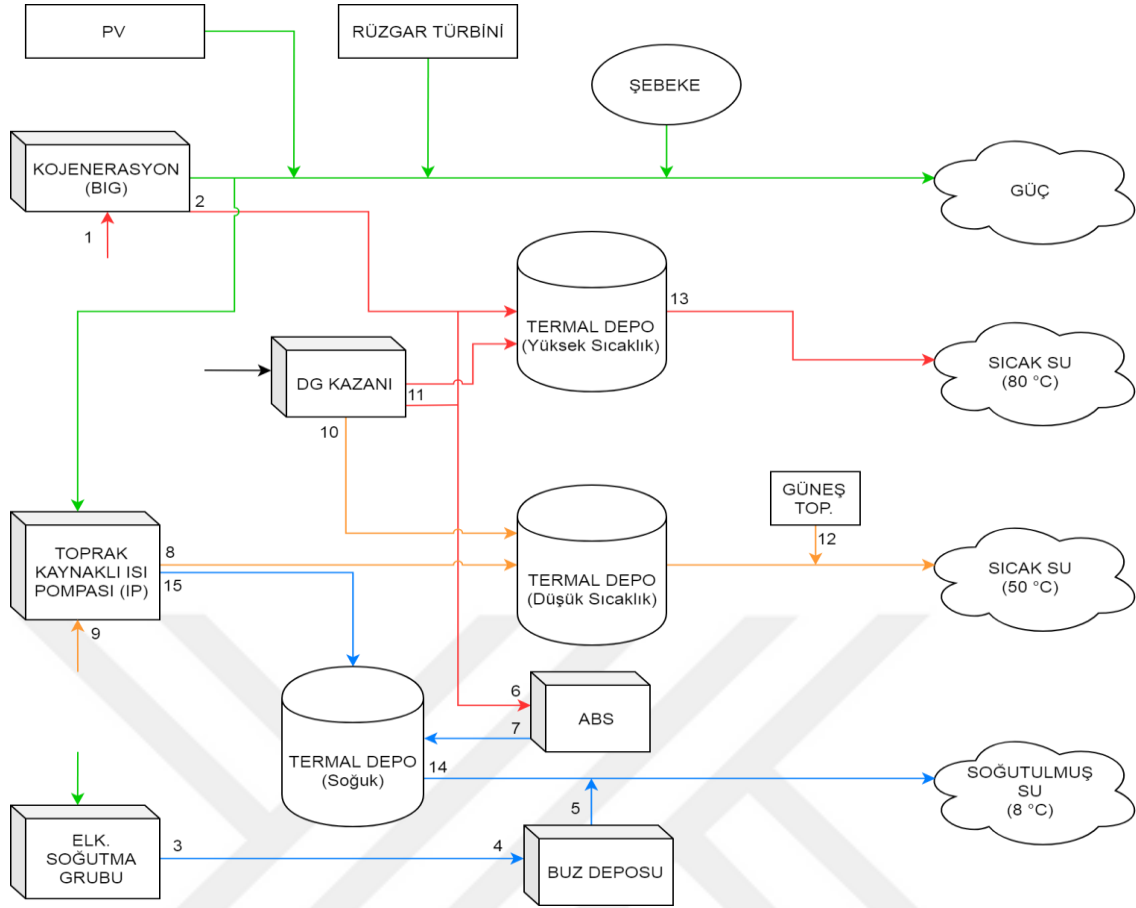 PV
RÜZGAR TÜRBİNİ
ŞEBEKE
KOJENERASYON
(BIG)
2
1
GÜÇ
13
TERMAL DEPO
(Yüksek Sıcaklık)
SICAK SU
(80 °C)
DG KAZANI
11
10
GÜNEŞ
TOP.
12
TOPRAK
KAYNAKLI ISI
POMPASI (IP)
8
15
9
TERMAL DEPO
(Düşük Sıcaklık)
SICAK SU
(50 °C)
6
7
ABS
TERMAL DEPO
(Soğuk)
14
5
SOĞUTULMUŞ
SU
(8 °C)
ELK.
SOĞUTMA
GRUBU
3
4
BUZ DEPOSU